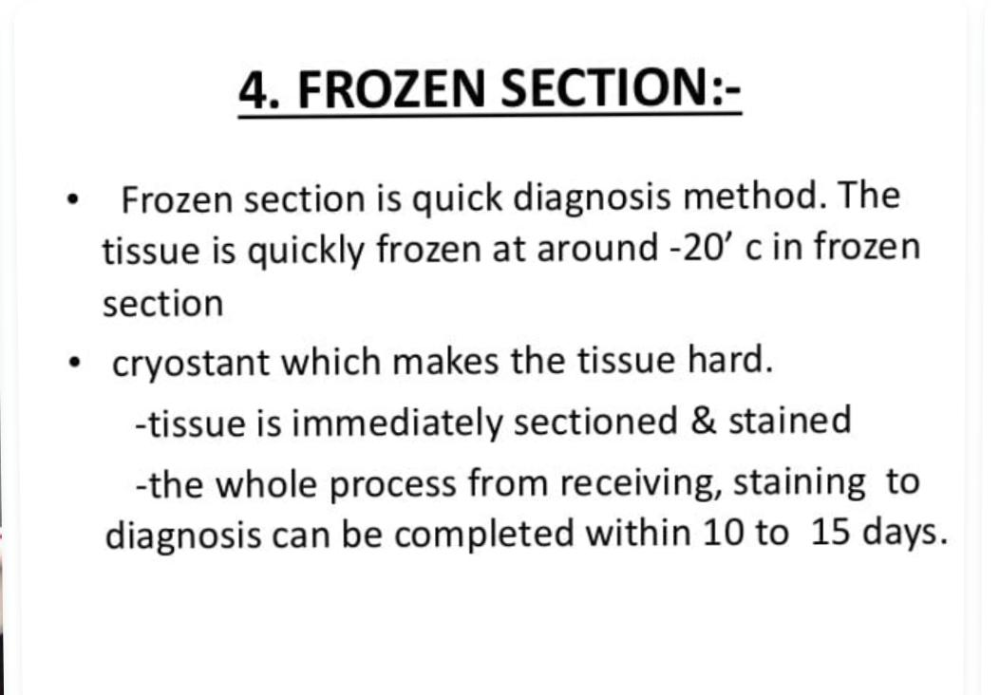 4. FROZEN SECTION:-
• Frozen section is quick diagnosis method. The
tissue is quickly frozen at around -20′ c in frozen
section
• cryostant which makes the tissue hard.
-tissue is immediately sectioned & stained
-the whole process from receiving, staining to
diagnosis can be completed within 10 to 15 days.